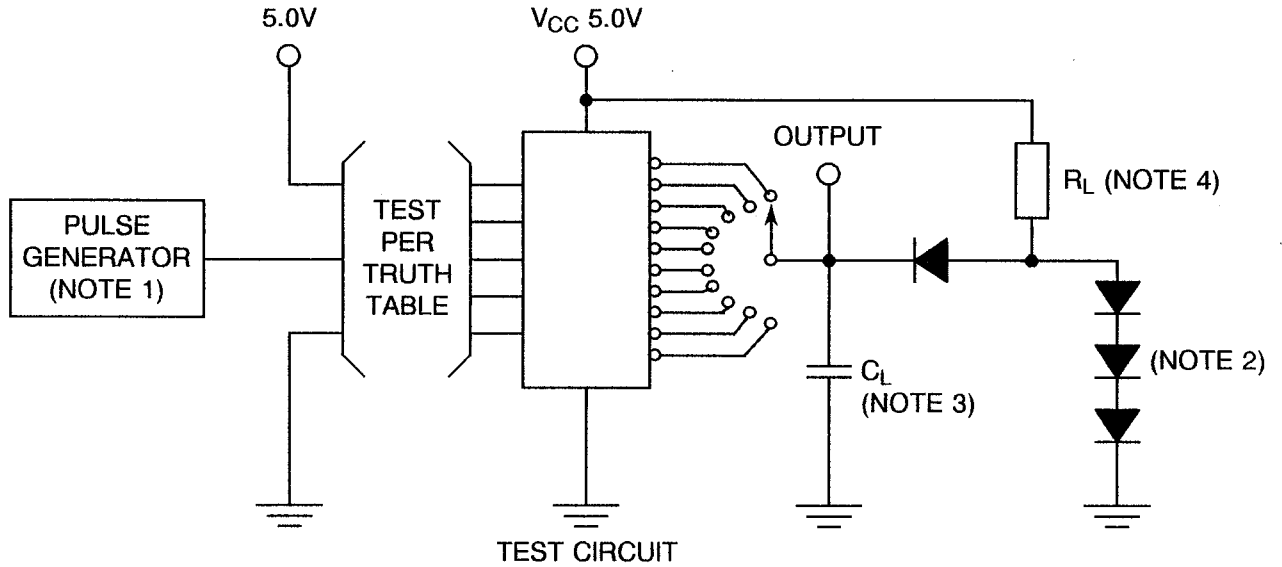 5.0V
VCC 5.0V
OUTPUT
RL (NOTE 4)
PULSE
GENERATOR
(NOTE 1)
TEST
PER
TRUTH
TABLE
(NOTE 2)
CL
(NOTE 3)
TEST CIRCUIT